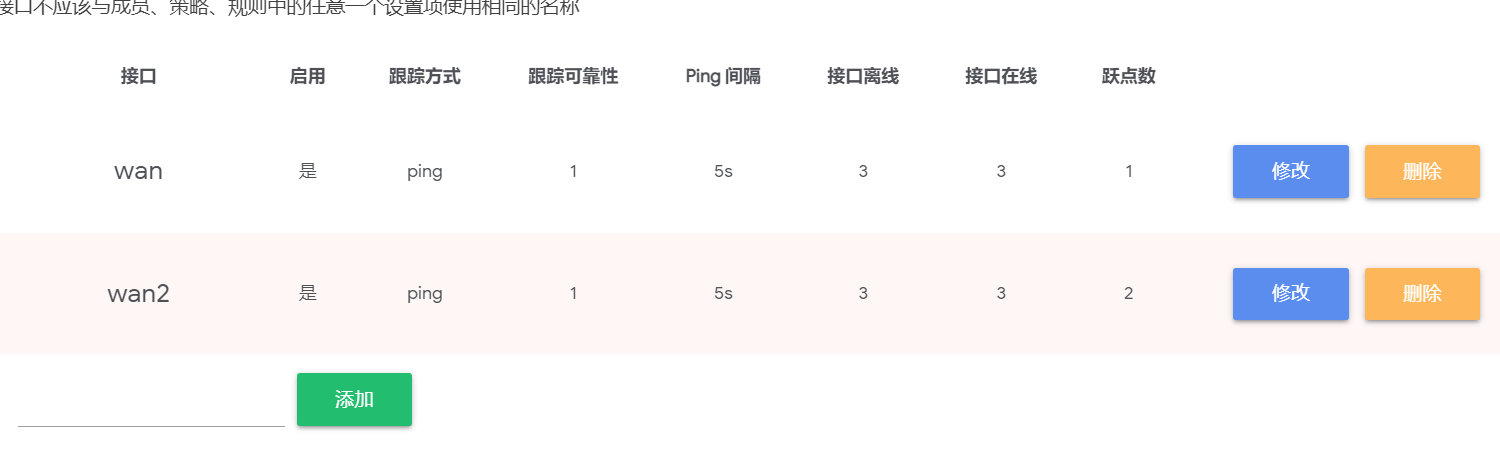 接口不应该与成员、策略、规则中的任意一个设置项使用相同的名称
接口 启用 跟踪方式 跟踪可靠性 Ping 间隔 接口离线 接口在线 跃点数
wan 是 ping 1 5s 3 3 1 修改 删除
wan2 是 ping 1 5s 3 3 2 修改 删除
添加